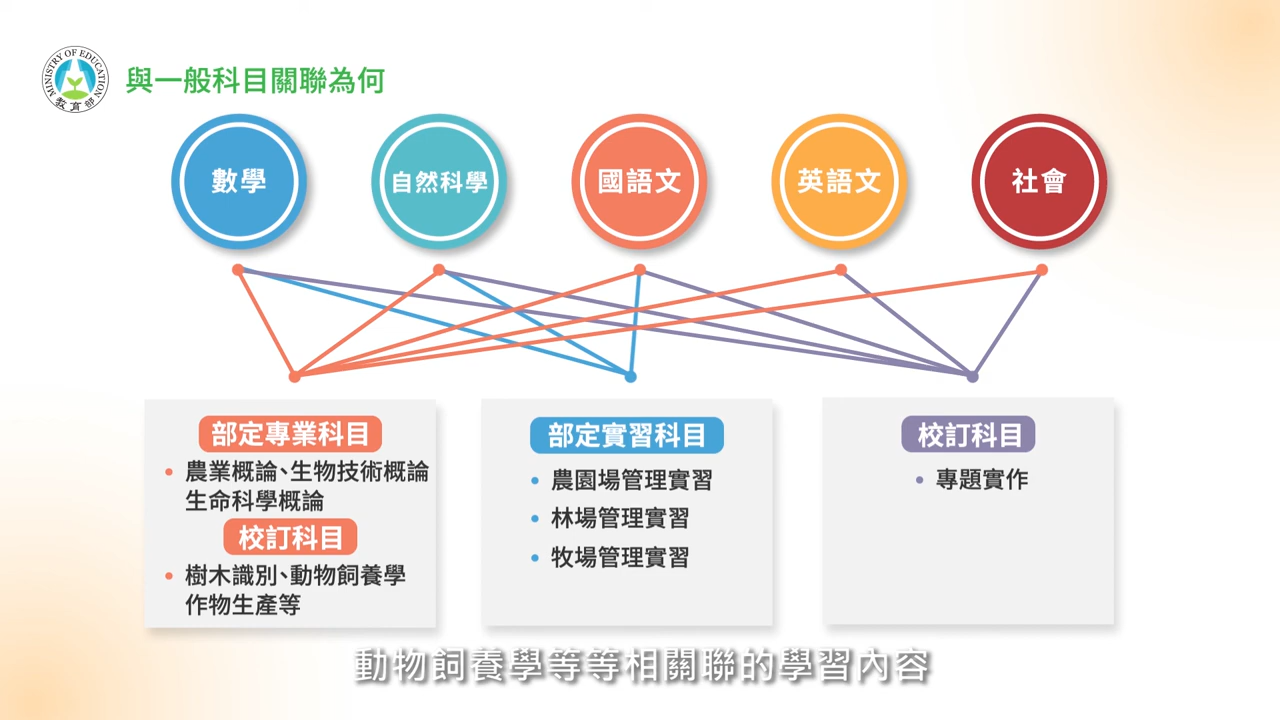 MINISTRY OF EDUCATION
教育部
與一般科目關聯為何
數學
自然科學
國語文
英語文
社會
部定專業科目
• 農業概論、生物技術概論
生命科學概論
校訂科目
• 樹木識別、動物飼養學
作物生產等
部定實習科目
• 農園場管理實習
• 林場管理實習
• 牧場管理實習
校訂科目
• 專題實作
動物飼養學等等相關聯的學習內容